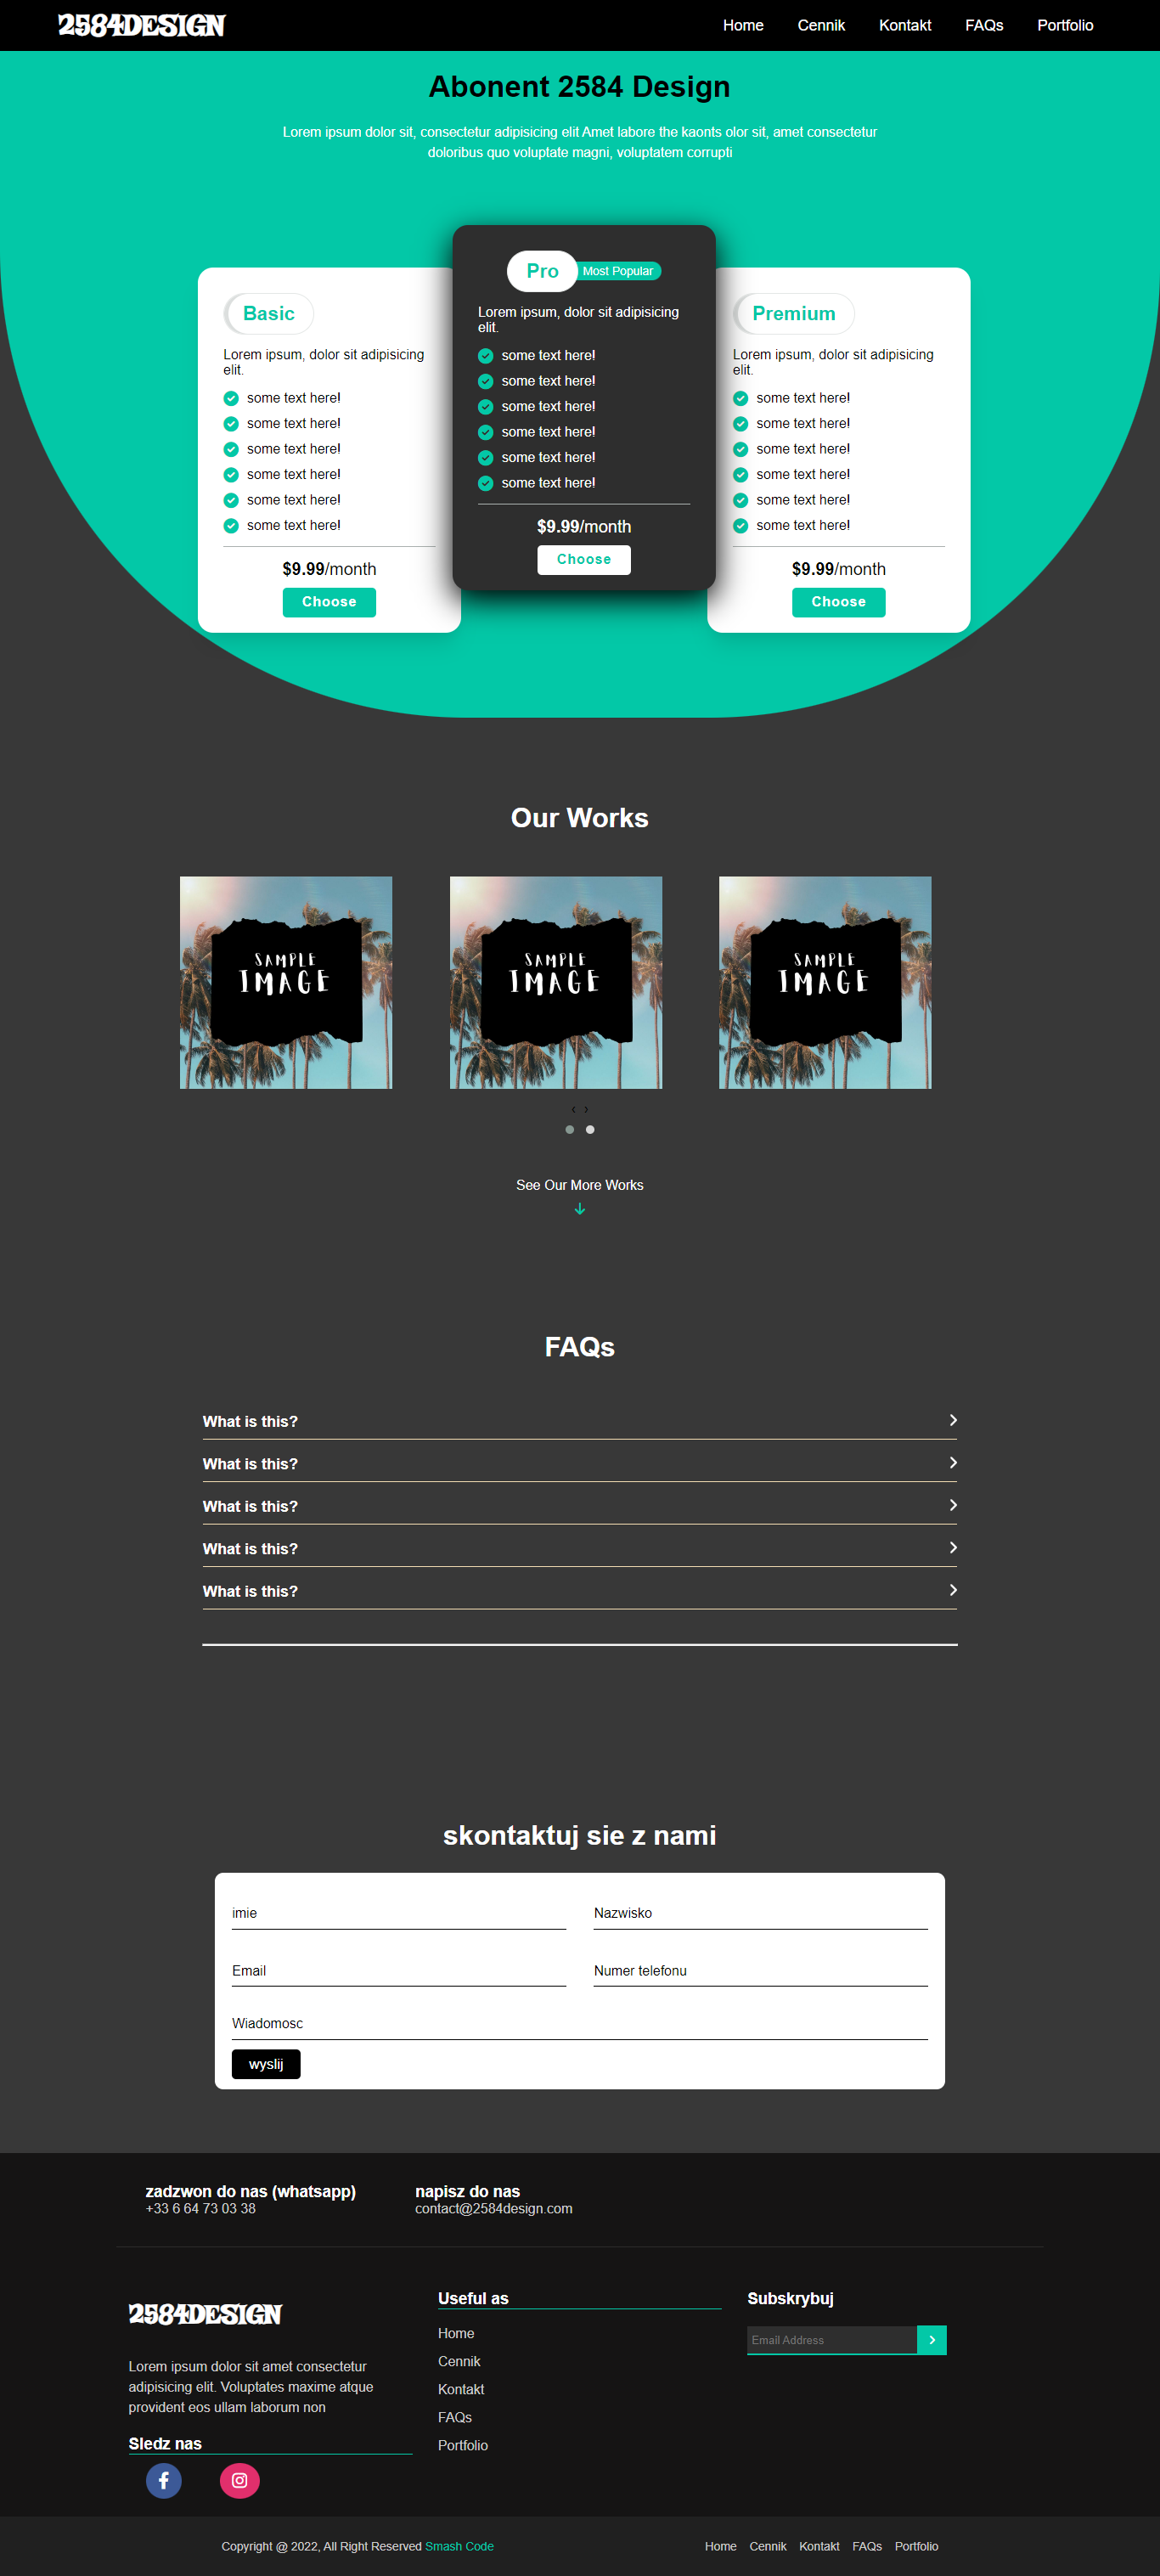 2584DESIGN
Home Cennik Kontakt FAQs Portfolio
Abonent 2584 Design
Lorem ipsum dolor sit, consectetur adipisicing elit Amet labore the kaonts olor sit, amet consectetur
doloribus quo voluptate magni, voluptatem corrupti
Basic
Lorem ipsum, dolor sit adipisicing
elit.
some text here!
some text here!
some text here!
some text here!
some text here!
some text here!
$9.99/month
Choose
Pro Most Popular
Lorem ipsum, dolor sit adipisicing
elit.
some text here!
some text here!
some text here!
some text here!
some text here!
some text here!
$9.99/month
Choose
Premium
Lorem ipsum, dolor sit adipisicing
elit.
some text here!
some text here!
some text here!
some text here!
some text here!
some text here!
$9.99/month
Choose
Our Works
SAMPLE
IMAGE
SAMPLE
IMAGE
SAMPLE
IMAGE
See Our More Works
FAQs
What is this?
What is this?
What is this?
What is this?
What is this?
skontaktuj sie z nami
imie
Nazwisko
Email
Numer telefonu
Wiadomosc
wyslij
zadzwon do nas (whatsapp)
+33 6 64 73 03 38
napisz do nas
contact@2584design.com
2584DESIGN
Lorem ipsum dolor sit amet consectetur
adipisicing elit. Voluptates maxime atque
provident eos ullam laborum non
Sledz nas
Useful as
Home
Cennik
Kontakt
FAQs
Portfolio
Subskrybuj
Email Address
Copyright @ 2022, All Right Reserved Smash Code
Home Cennik Kontakt FAQs Portfolio